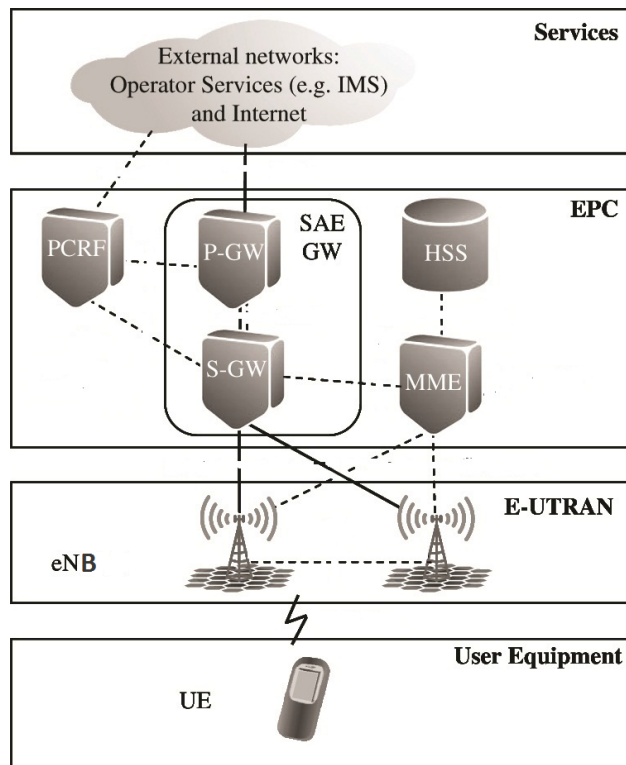 Services
External networks:
Operator Services (e.g. IMS)
and Internet
EPC
SAE
GW
PCRF
P-GW
HSS
S-GW
MME
E-UTRAN
eNB
User Equipment
UE